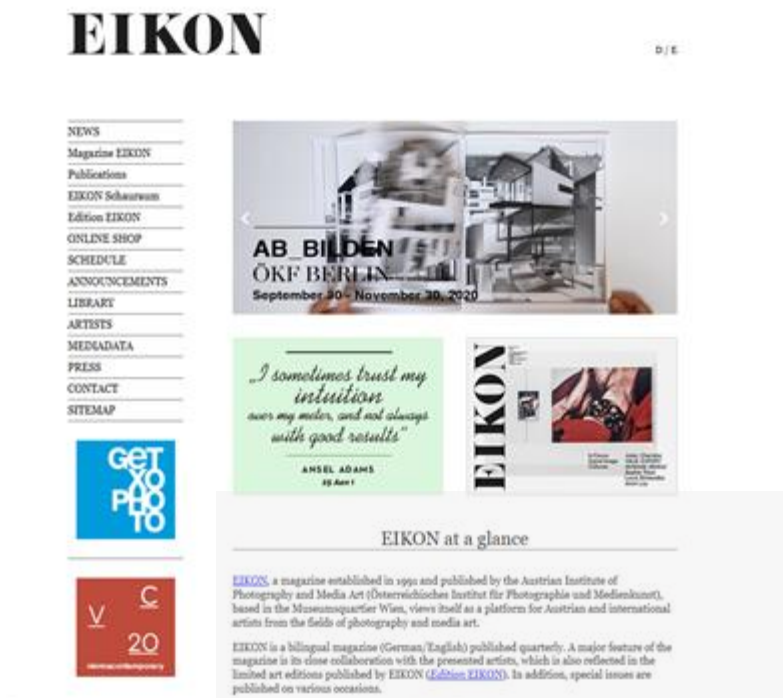 EIKON
D / E
NEWS
Magazine EIKON
Publications
EIKON Schauraum
Edition EIKON
ONLINE SHOP
SCHEDULE
ANNOUNCEMENTS
LIBRARY
ARTISTS
MEDIADATA
PRESS
CONTACT
SITEMAP
GET
XO
PHO
TO
V C
20
viennacontemporary
AB_BILDEN
ÖKF BERLIN
September 30 - November 30, 2020
„I sometimes trust my
intuition
over my meter, and not always
with good results"
ANSEL ADAMS
EIKON
EIKON at a glance
EIKON, a magazine established in 1991 and published by the Austrian Institute of
Photography and Media Art (Österreichisches Institut für Photographie und Medienkunst),
based in the Museumsquartier Wien, views itself as a platform for Austrian and international
artists from the fields of photography and media art.
EIKON is a bilingual magazine (German/English) published quarterly. A major feature of the
magazine is its close collaboration with the presented artists, which is also reflected in the
limited art editions published by EIKON (Edition EIKON). In addition, special issues are
published on various occasions.